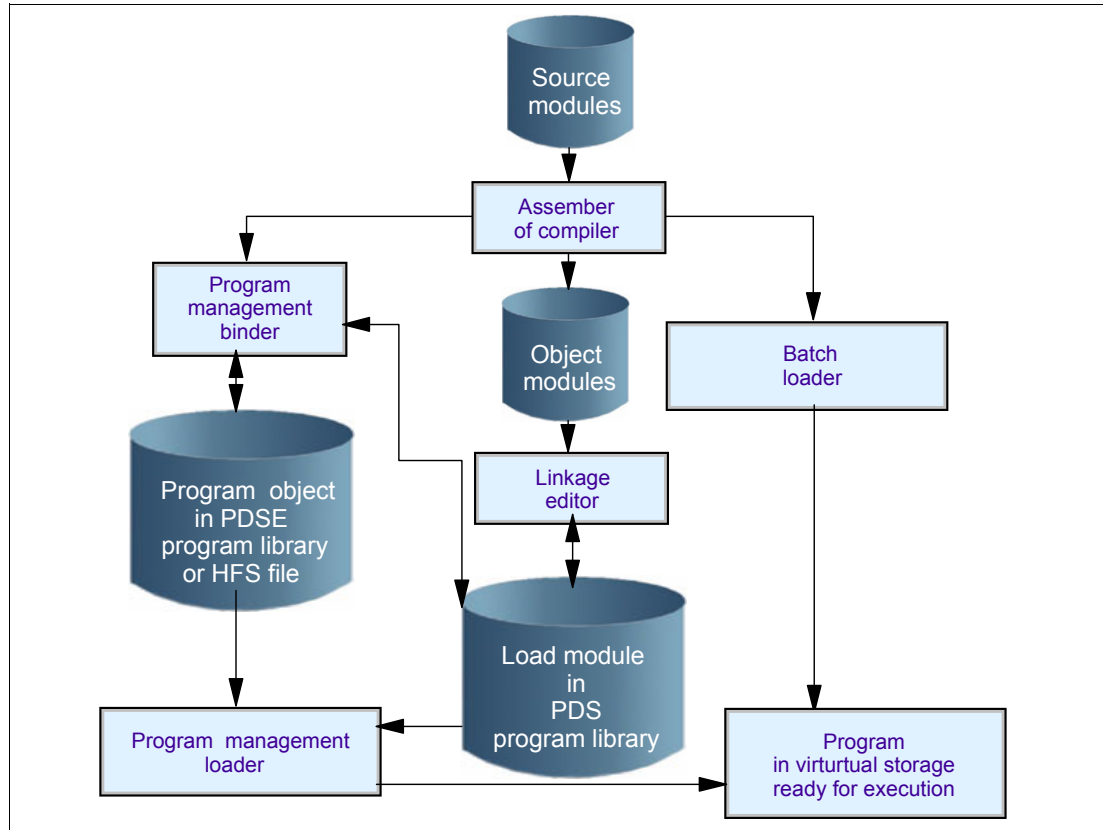 Source
modules
Assember
of compiler
Program
management
binder
Object
modules
Batch
loader
Program object
in PDSE
program library
or HFS file
Linkage
editor
Load module
in
PDS
program library
Program management
loader
Program
in virturtual storage
ready for execution